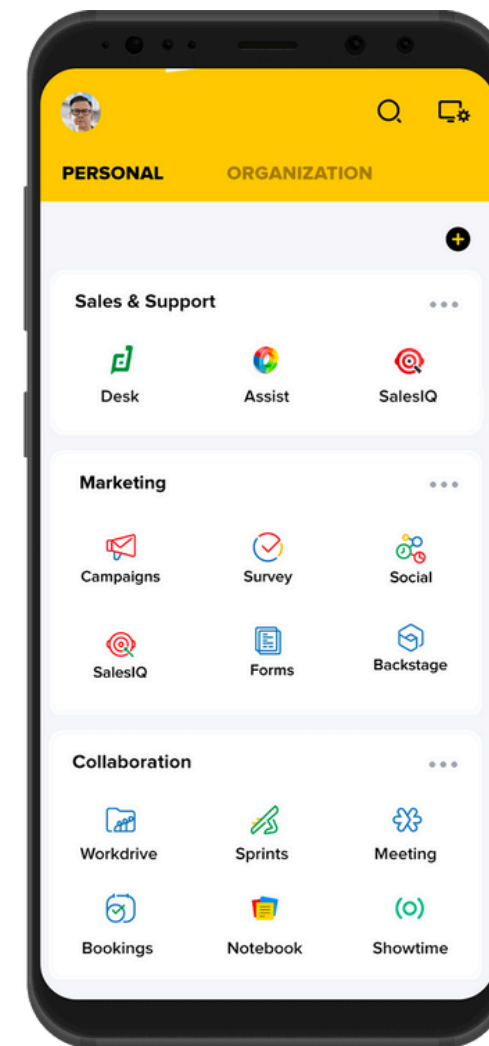 PERSONAL ORGANIZATION
Sales & Support
Desk Assist SalesIQ
Marketing
Campaigns Survey Social
SalesIQ Forms Backstage
Collaboration
Workdrive Sprints Meeting
Bookings Notebook Showtime